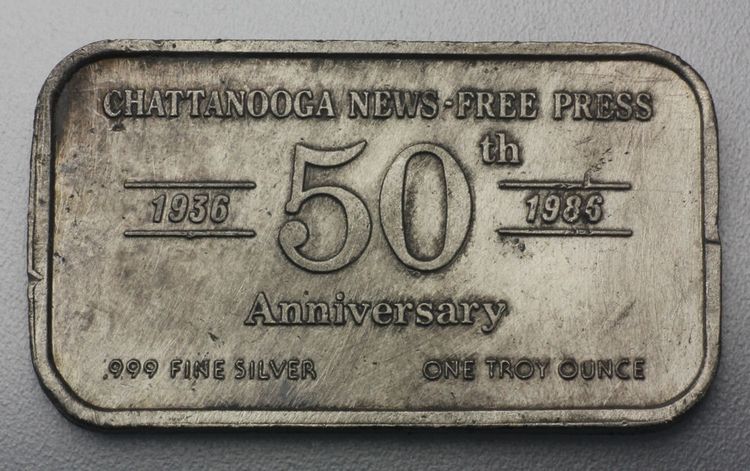 CHATTANOOGA NEWS-FREE PRESS
50th
1936 1986
Anniversary
.999 FINE SILVER ONE TROY OUNCE